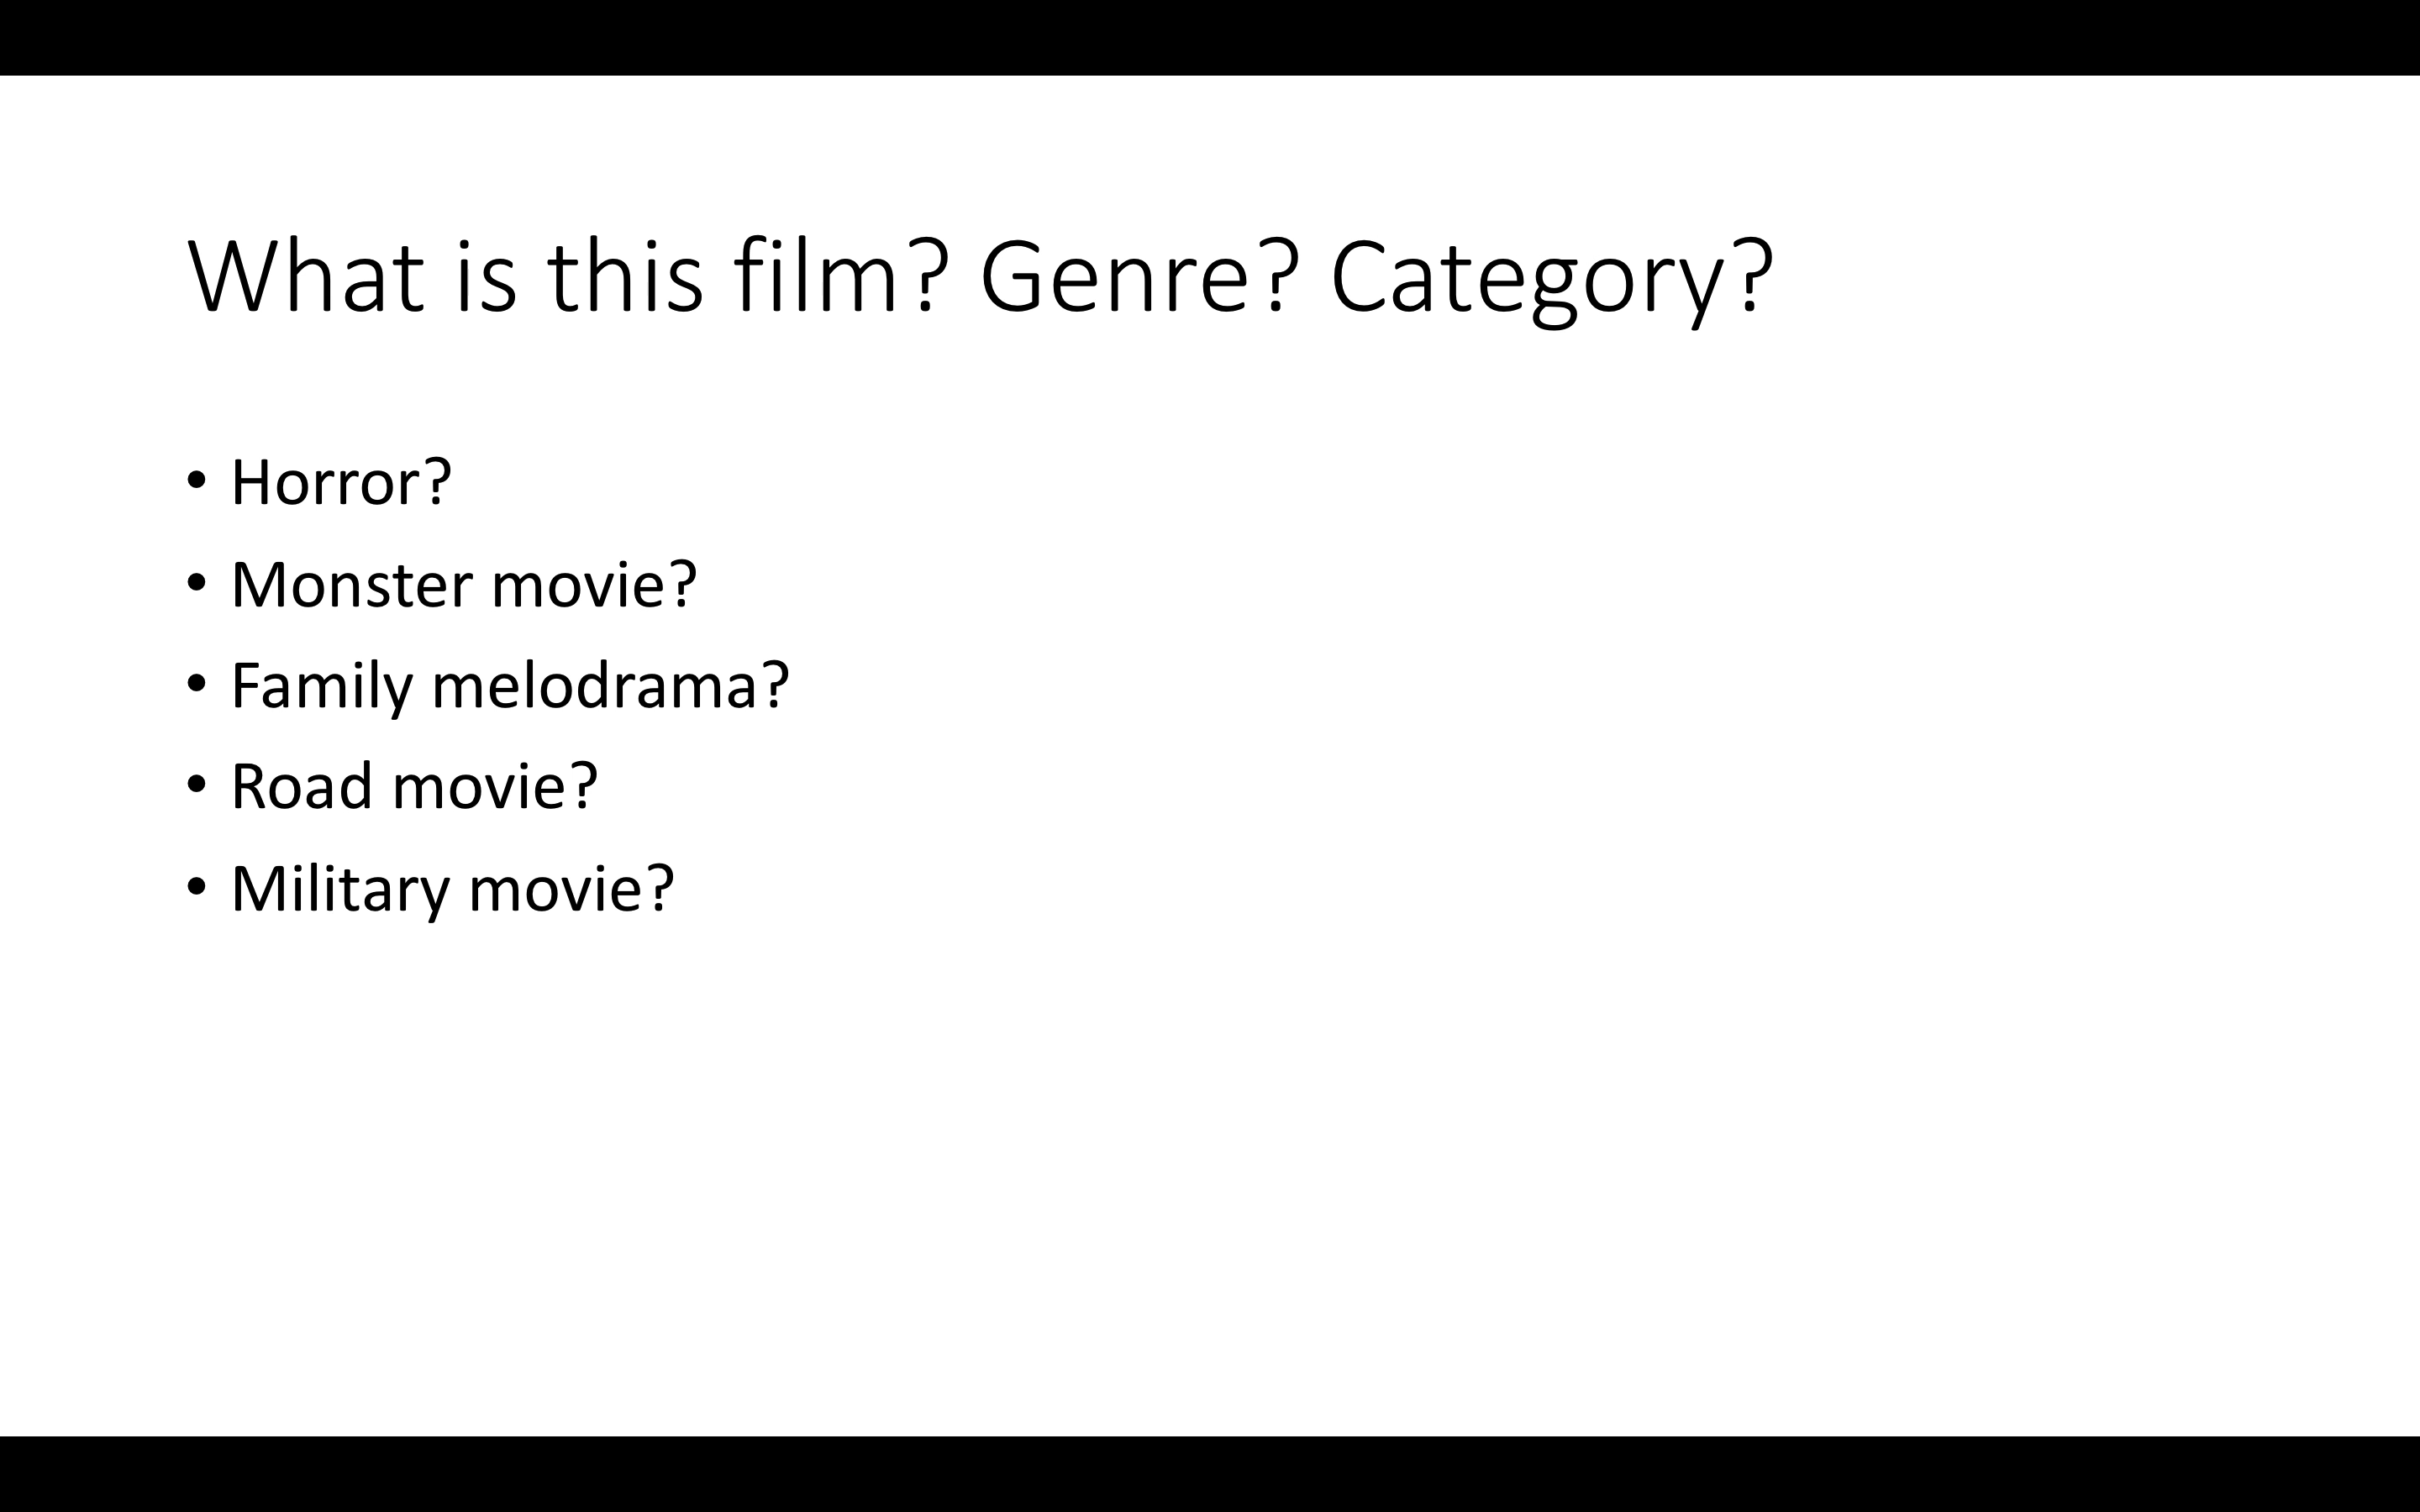 What is this film? Genre? Category?
• Horror?
• Monster movie?
• Family melodrama?
• Road movie?
• Military movie?